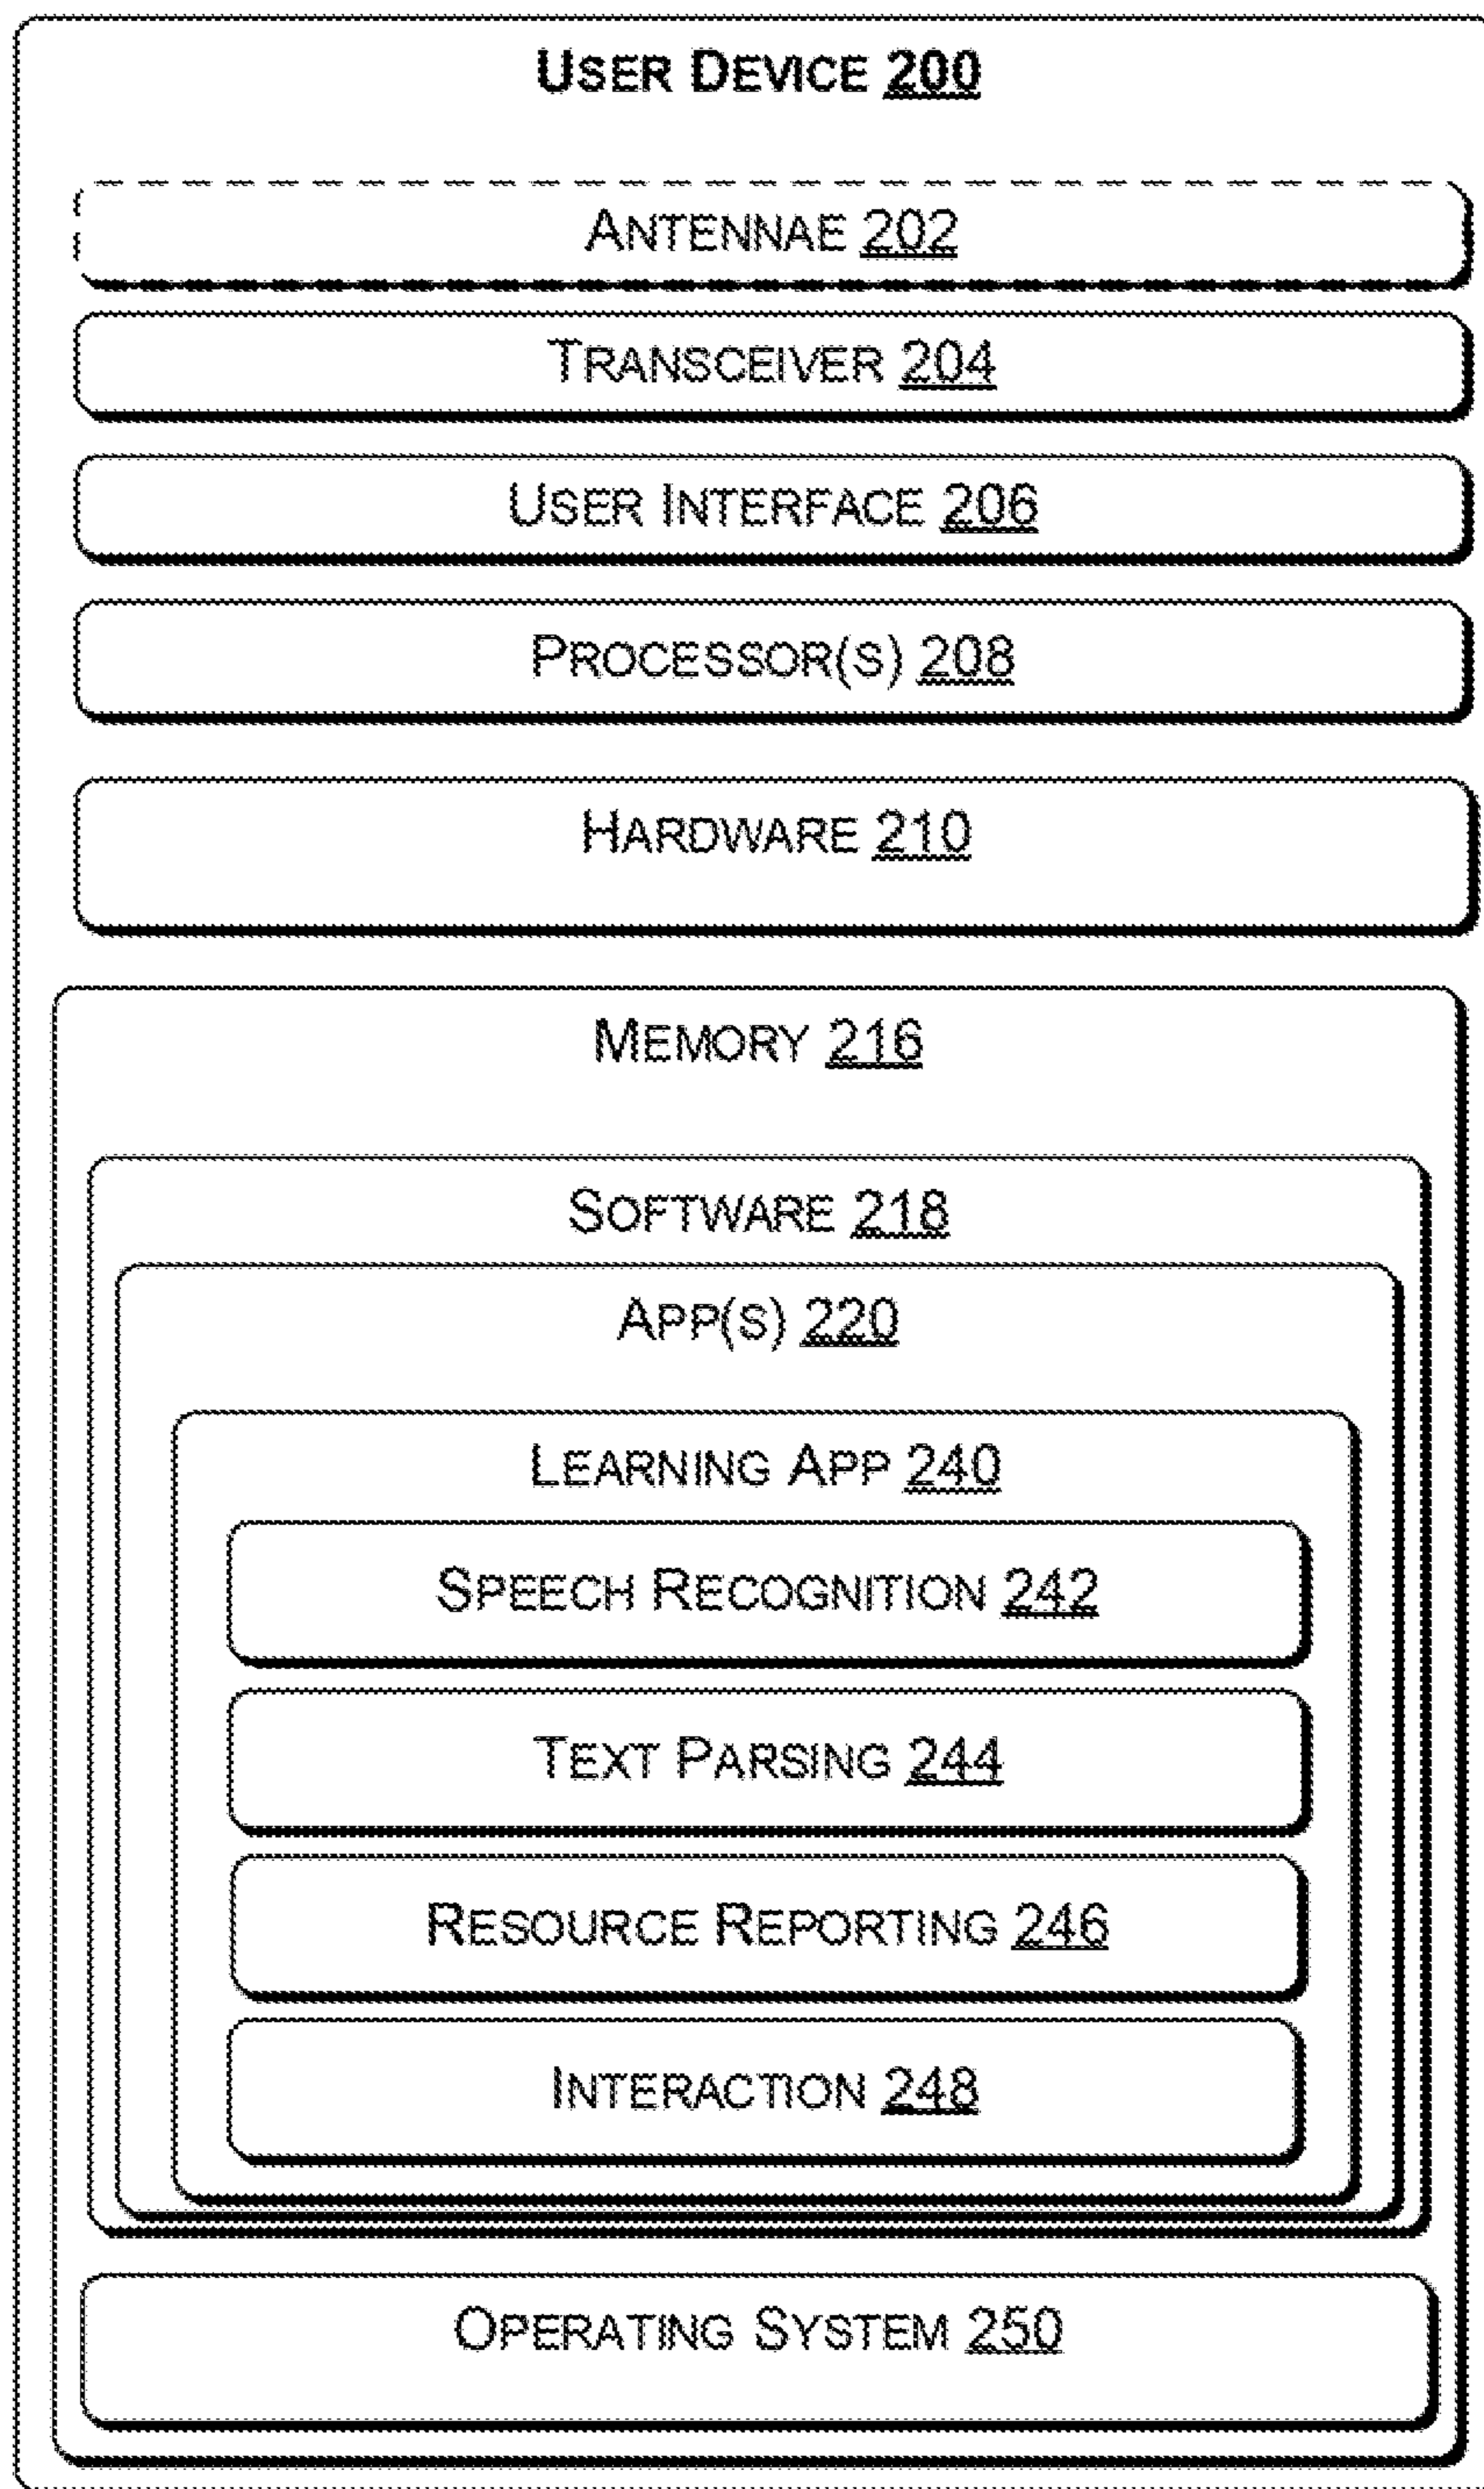 USER DEVICE 200
ANTENNAE 202
TRANSCEIVER 204
USER INTERFACE 206
PROCESSOR(S) 208
HARDWARE 210
MEMORY 216
SOFTWARE 218
APP(S) 220
LEARNING APP 240
SPEECH RECOGNITION 242
TEXT PARSING 244
RESOURCE REPORTING 246
INTERACTION 248
OPERATING SYSTEM 250